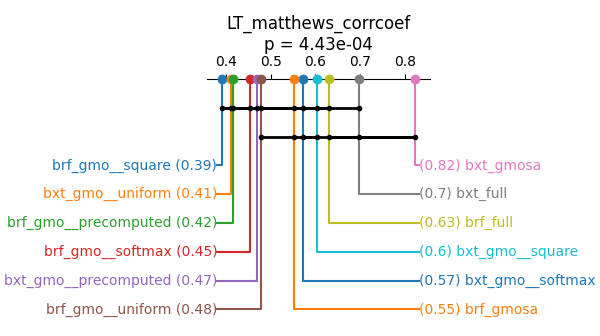 LT_matthews_corrcoef
p = 4.43e-04
0.4 0.5 0.6 0.7 0.8
brf_gmo__square (0.39) (0.82) bxt_gmosa
bxt_gmo__uniform (0.41) (0.7) bxt_full
brf_gmo__precomputed (0.42) (0.63) brf_full
brf_gmo__softmax (0.45) (0.6) bxt_gmo__square
bxt_gmo__precomputed (0.47) (0.57) bxt_gmo__softmax
brf_gmo__uniform (0.48) (0.55) brf_gmosa